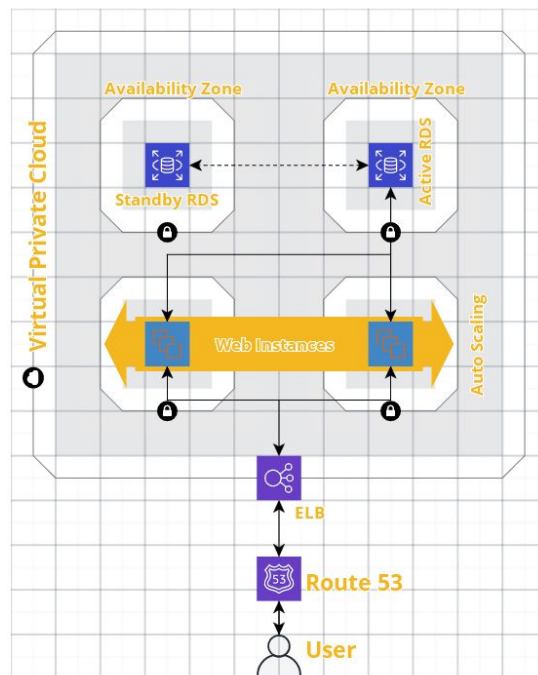 Availability Zone
Availability Zone
Virtual Private Cloud
Standby RDS
Active RDS
Web Instances
Auto Scaling
ELB
53
Route 53
User